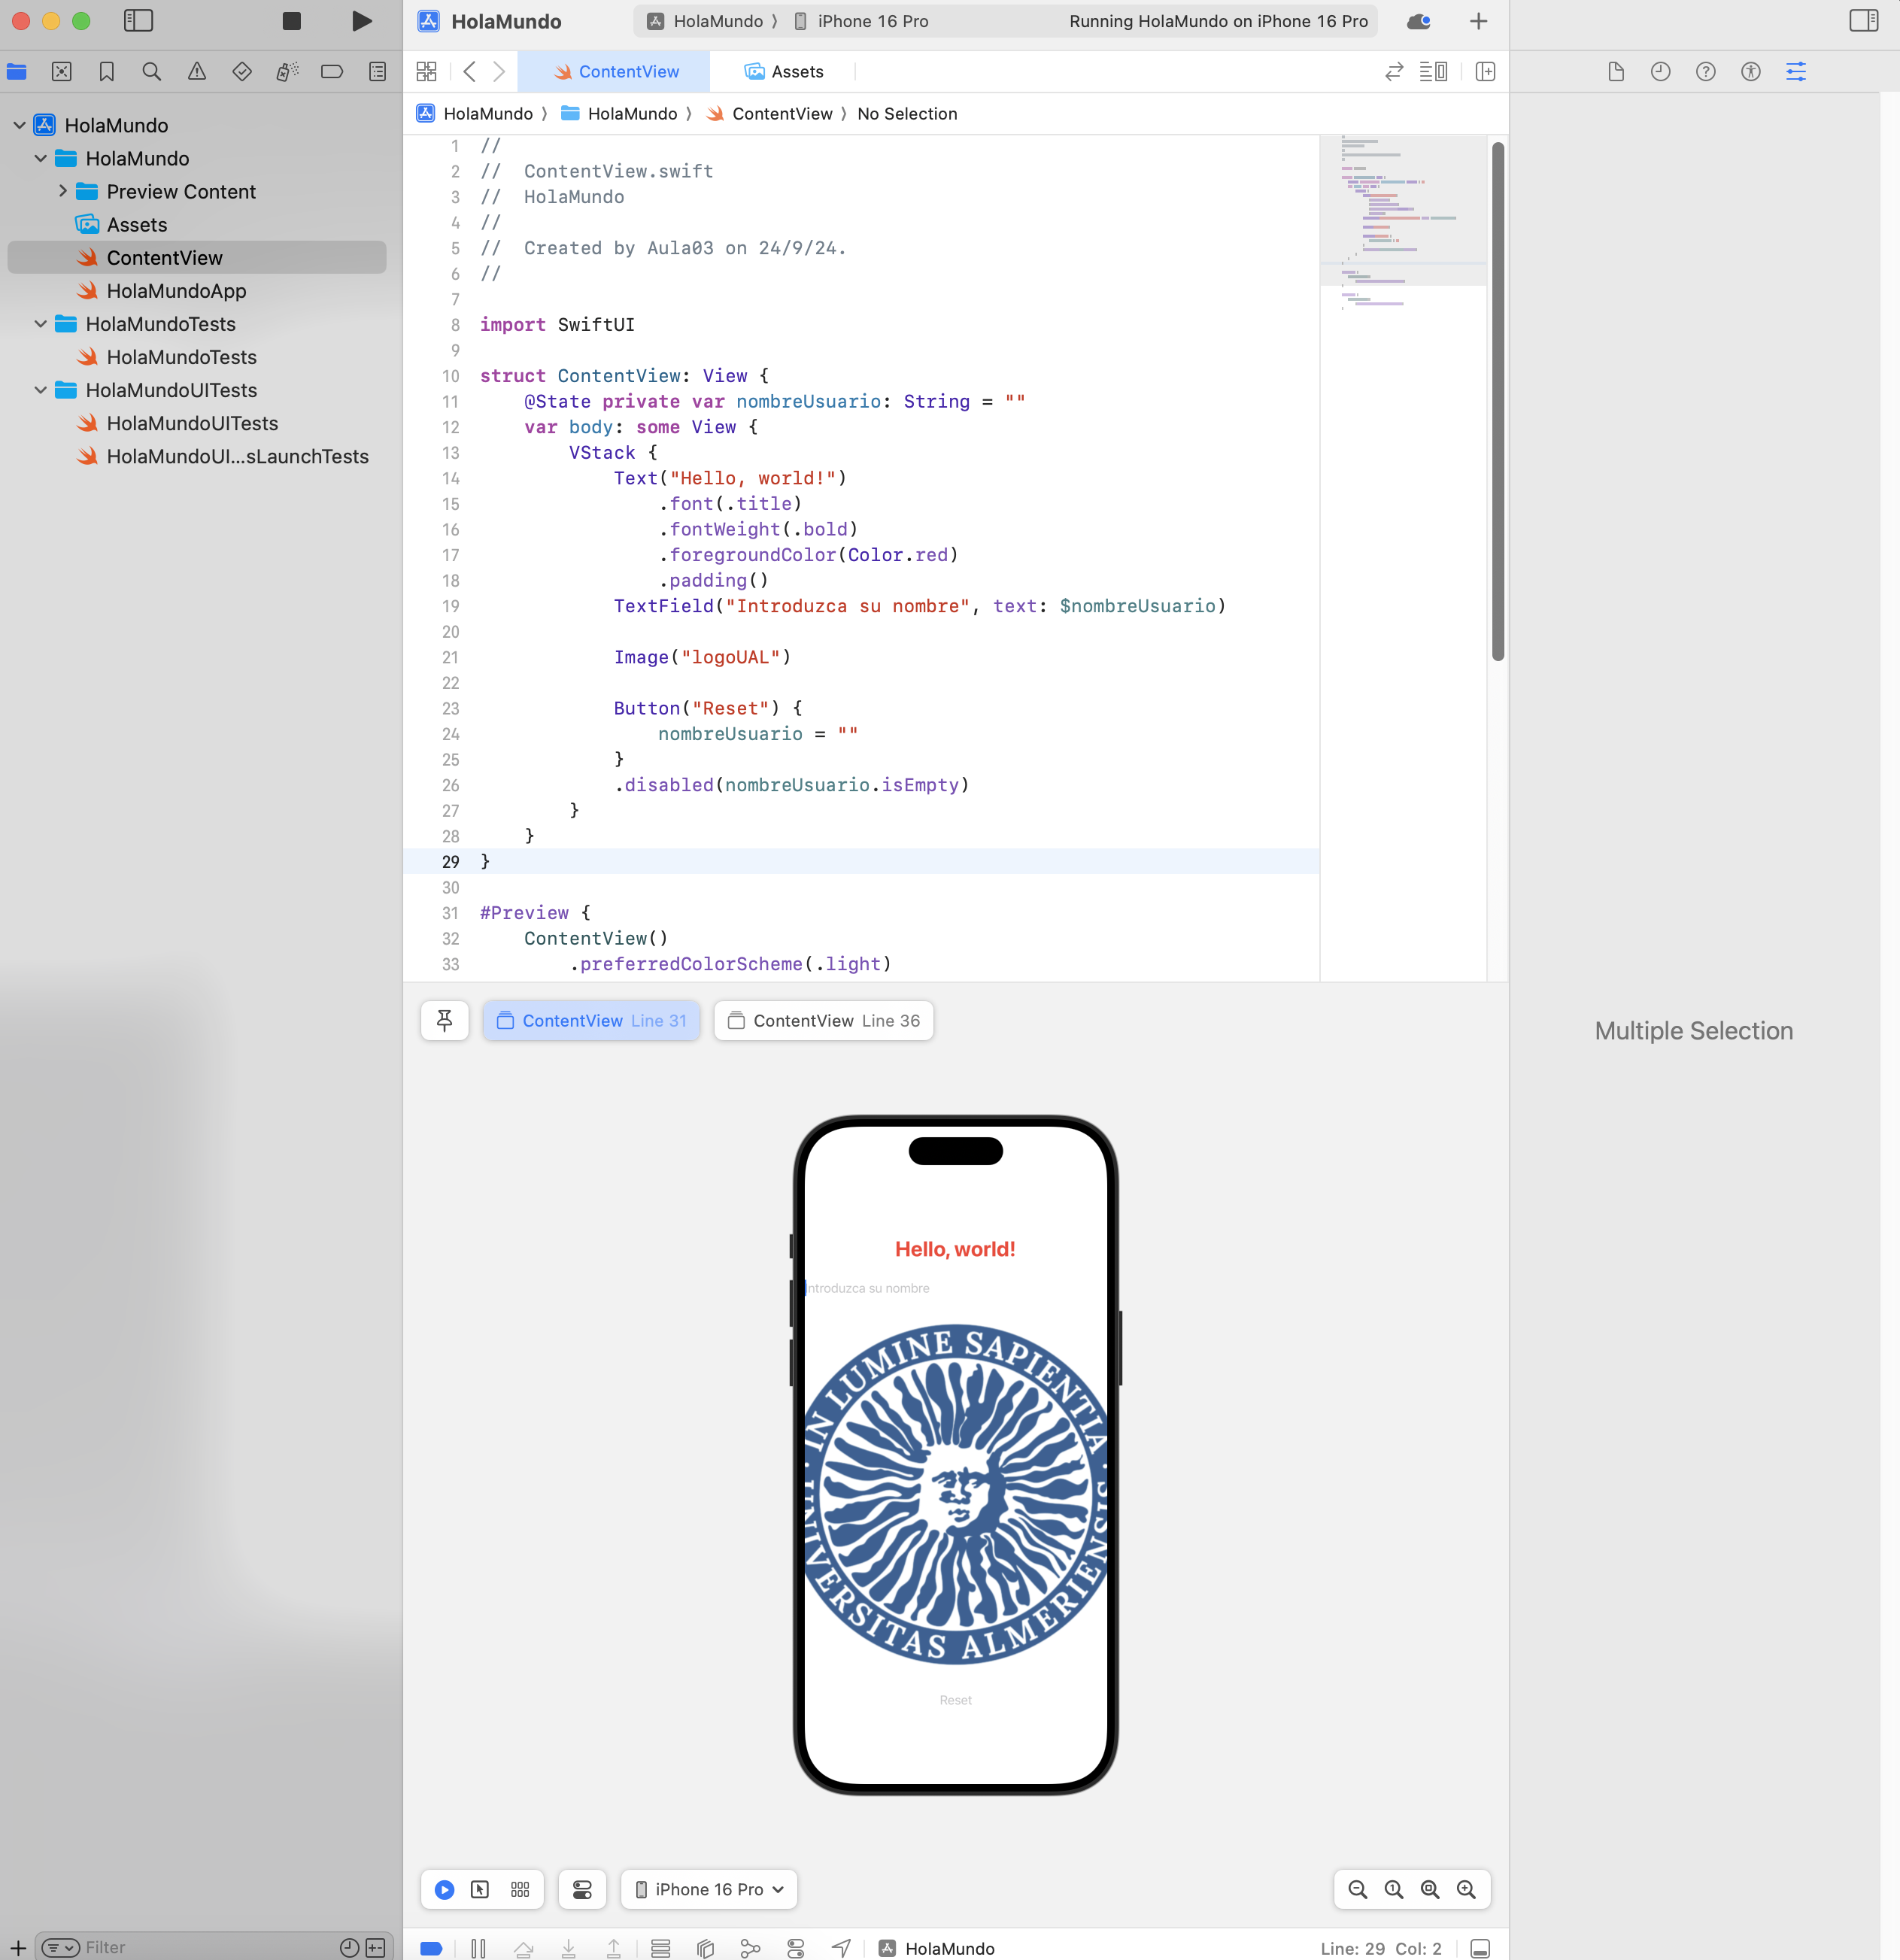 HolaMundo
HolaMundo
iPhone 16 Pro
Running HolaMundo on iPhone 16 Pro
ContentView
Assets
HolaMundo
HolaMundo
ContentView
No Selection
HolaMundo
HolaMundo
Preview Content
Assets
ContentView
HolaMundoApp
HolaMundoTests
HolaMundoTests
HolaMundoUITests
HolaMundoUITests
HolaMundoUI...sLaunchTests
1 //
2 //  ContentView.swift
3 //  HolaMundo
4 //
5 //  Created by Aula03 on 24/9/24.
6 //
7
8 import SwiftUI
9
10 struct ContentView: View {
11     @State private var nombreUsuario: String = ""
12     var body: some View {
13         VStack {
14             Text("Hello, world!")
15                 .font(.title)
16                 .fontWeight(.bold)
17                 .foregroundColor(Color.red)
18                 .padding()
19             TextField("Introduzca su nombre", text: $nombreUsuario)
20
21             Image("logoUAL")
22
23             Button("Reset") {
24                 nombreUsuario = ""
25             }
26             .disabled(nombreUsuario.isEmpty)
27         }
28     }
29 }
30
31 #Preview {
32     ContentView()
33         .preferredColorScheme(.light)
ContentView Line 31
ContentView Line 36
Multiple Selection
Hello, world!
Introduzca su nombre
IN LUMINE SAPIENTIA
VERSITAS ALMERIEN
Reset
iPhone 16 Pro
Filter
HolaMundo
Line: 29 Col: 2